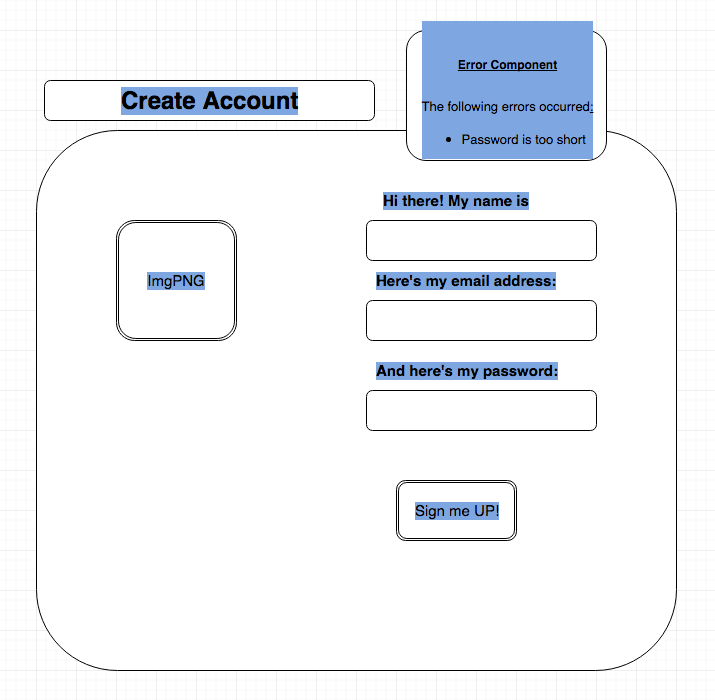 Error Component
Create Account
The following errors occurred:
• Password is too short
Hi there! My name is
ImgPNG
Here's my email address:
And here's my password:
Sign me UP!